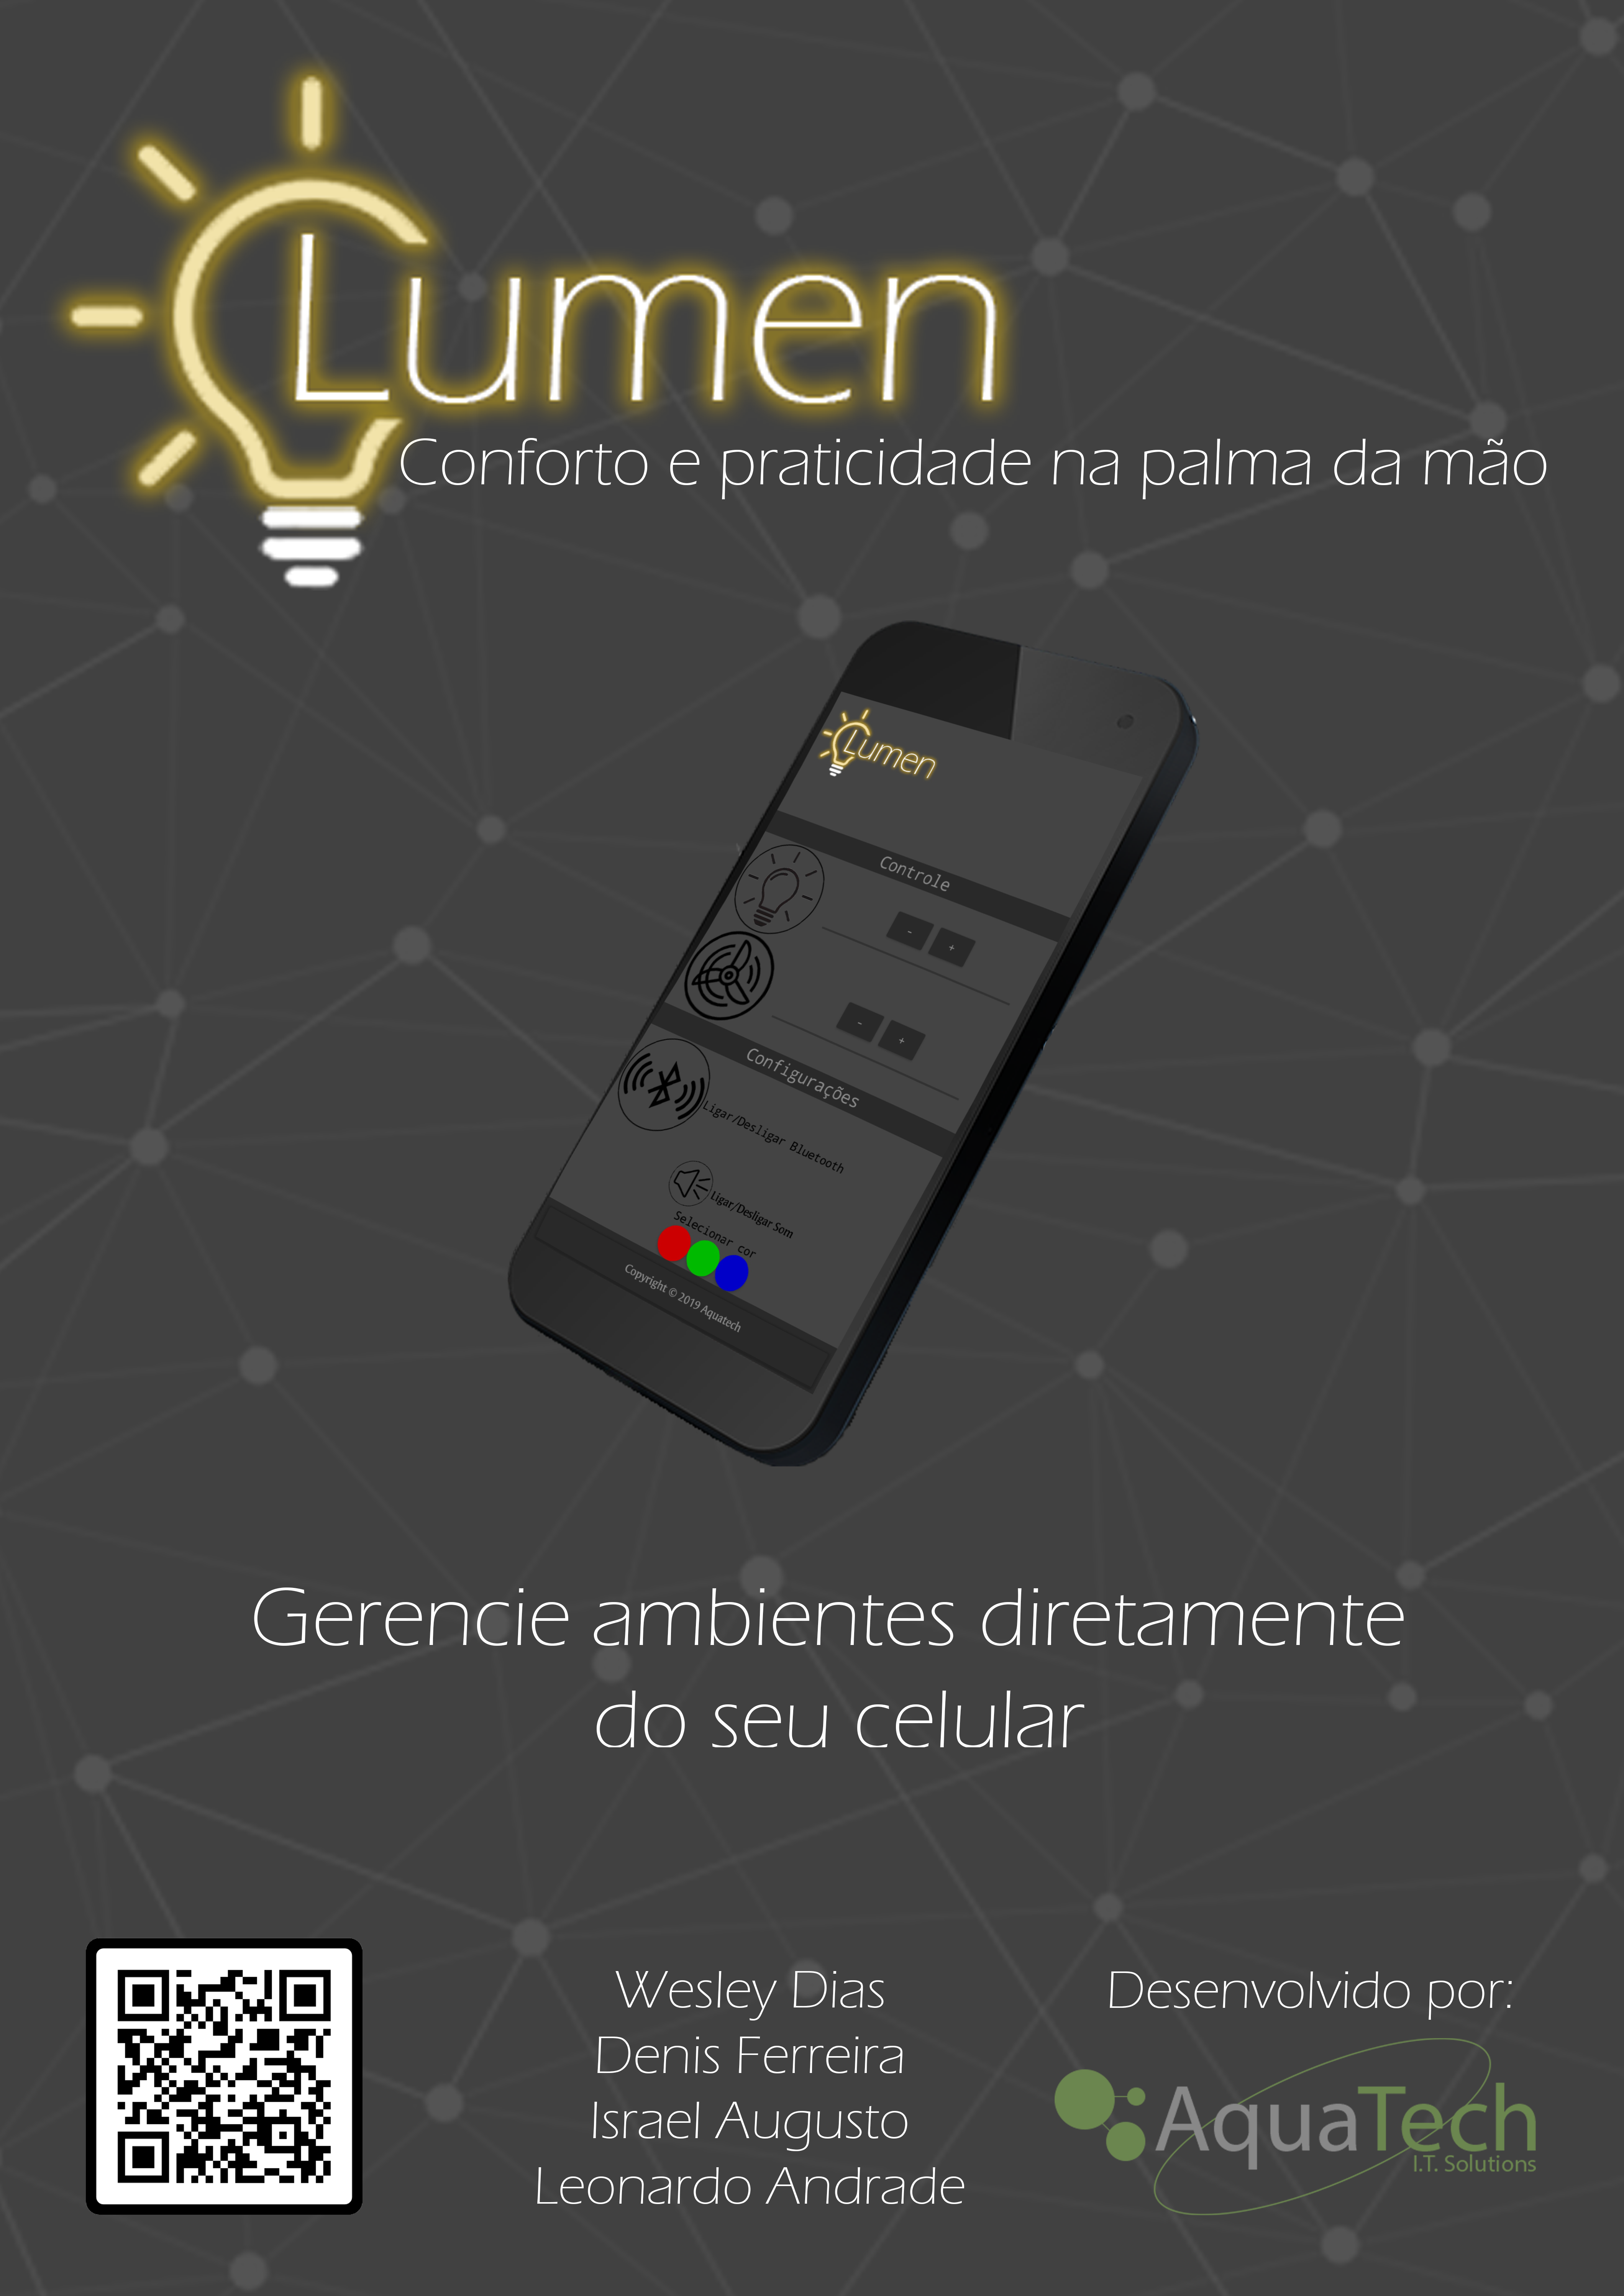 Lumen
Conforto e praticidade na palma da mão
Lumen
Controle
- +
- +
Configurações
Ligar/Desligar Bluetooth
Ligar/Desligar Som
Selecionar cor
Copyright © 2019 Aquatech
Gerencie ambientes diretamente
do seu celular
Wesley Dias
Denis Ferreira
Israel Augusto
Leonardo Andrade
Desenvolvido por:
AquaTech
I.T. Solutions